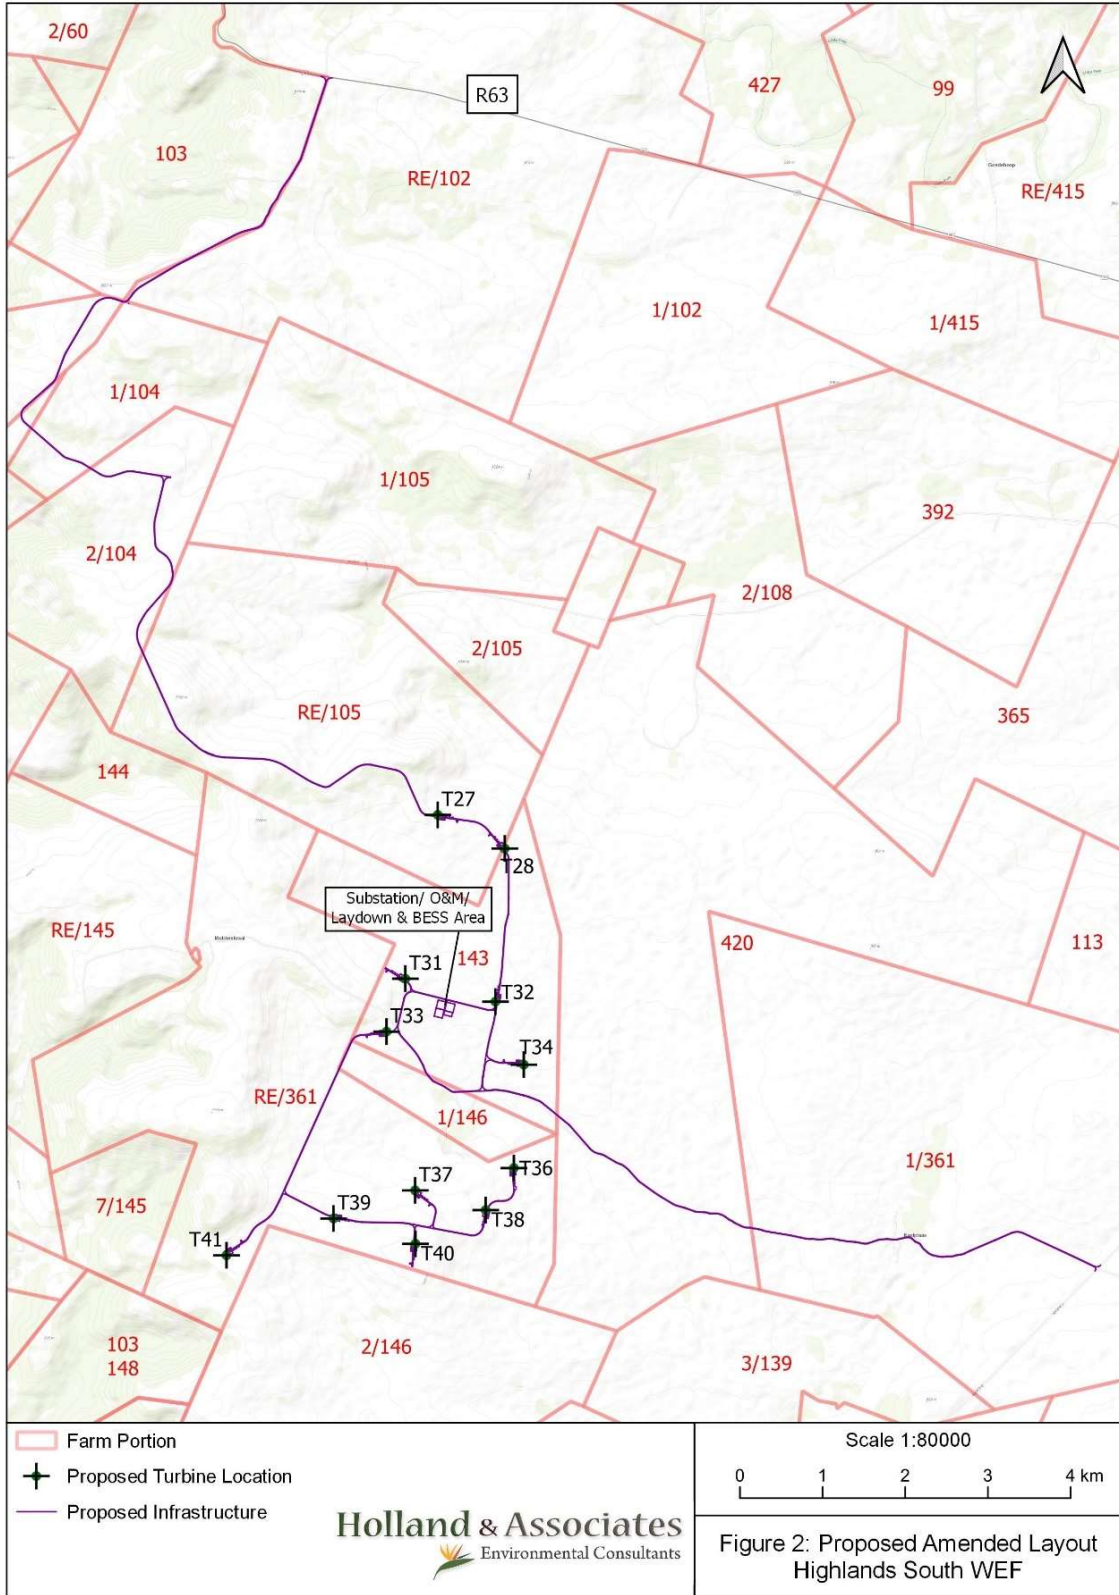 2/60
R63
427
99
103
RE/102
RE/415
1/102
1/415
1/104
1/105
392
2/104
2/108
2/105
RE/105
365
144
T27
T28
Substation/ O&M/
Laydown & BESS Area
RE/145
143
420
113
T31
T32
T33
T34
RE/361
1/146
1/361
T36
T37
7/145
T39
T38
T41
T40
103
148
2/146
3/139
Farm Portion
Proposed Turbine Location
Proposed Infrastructure
Holland & Associates
Environmental Consultants
Scale 1:80000
0 1 2 3 4 km
Figure 2: Proposed Amended Layout
Highlands South WEF